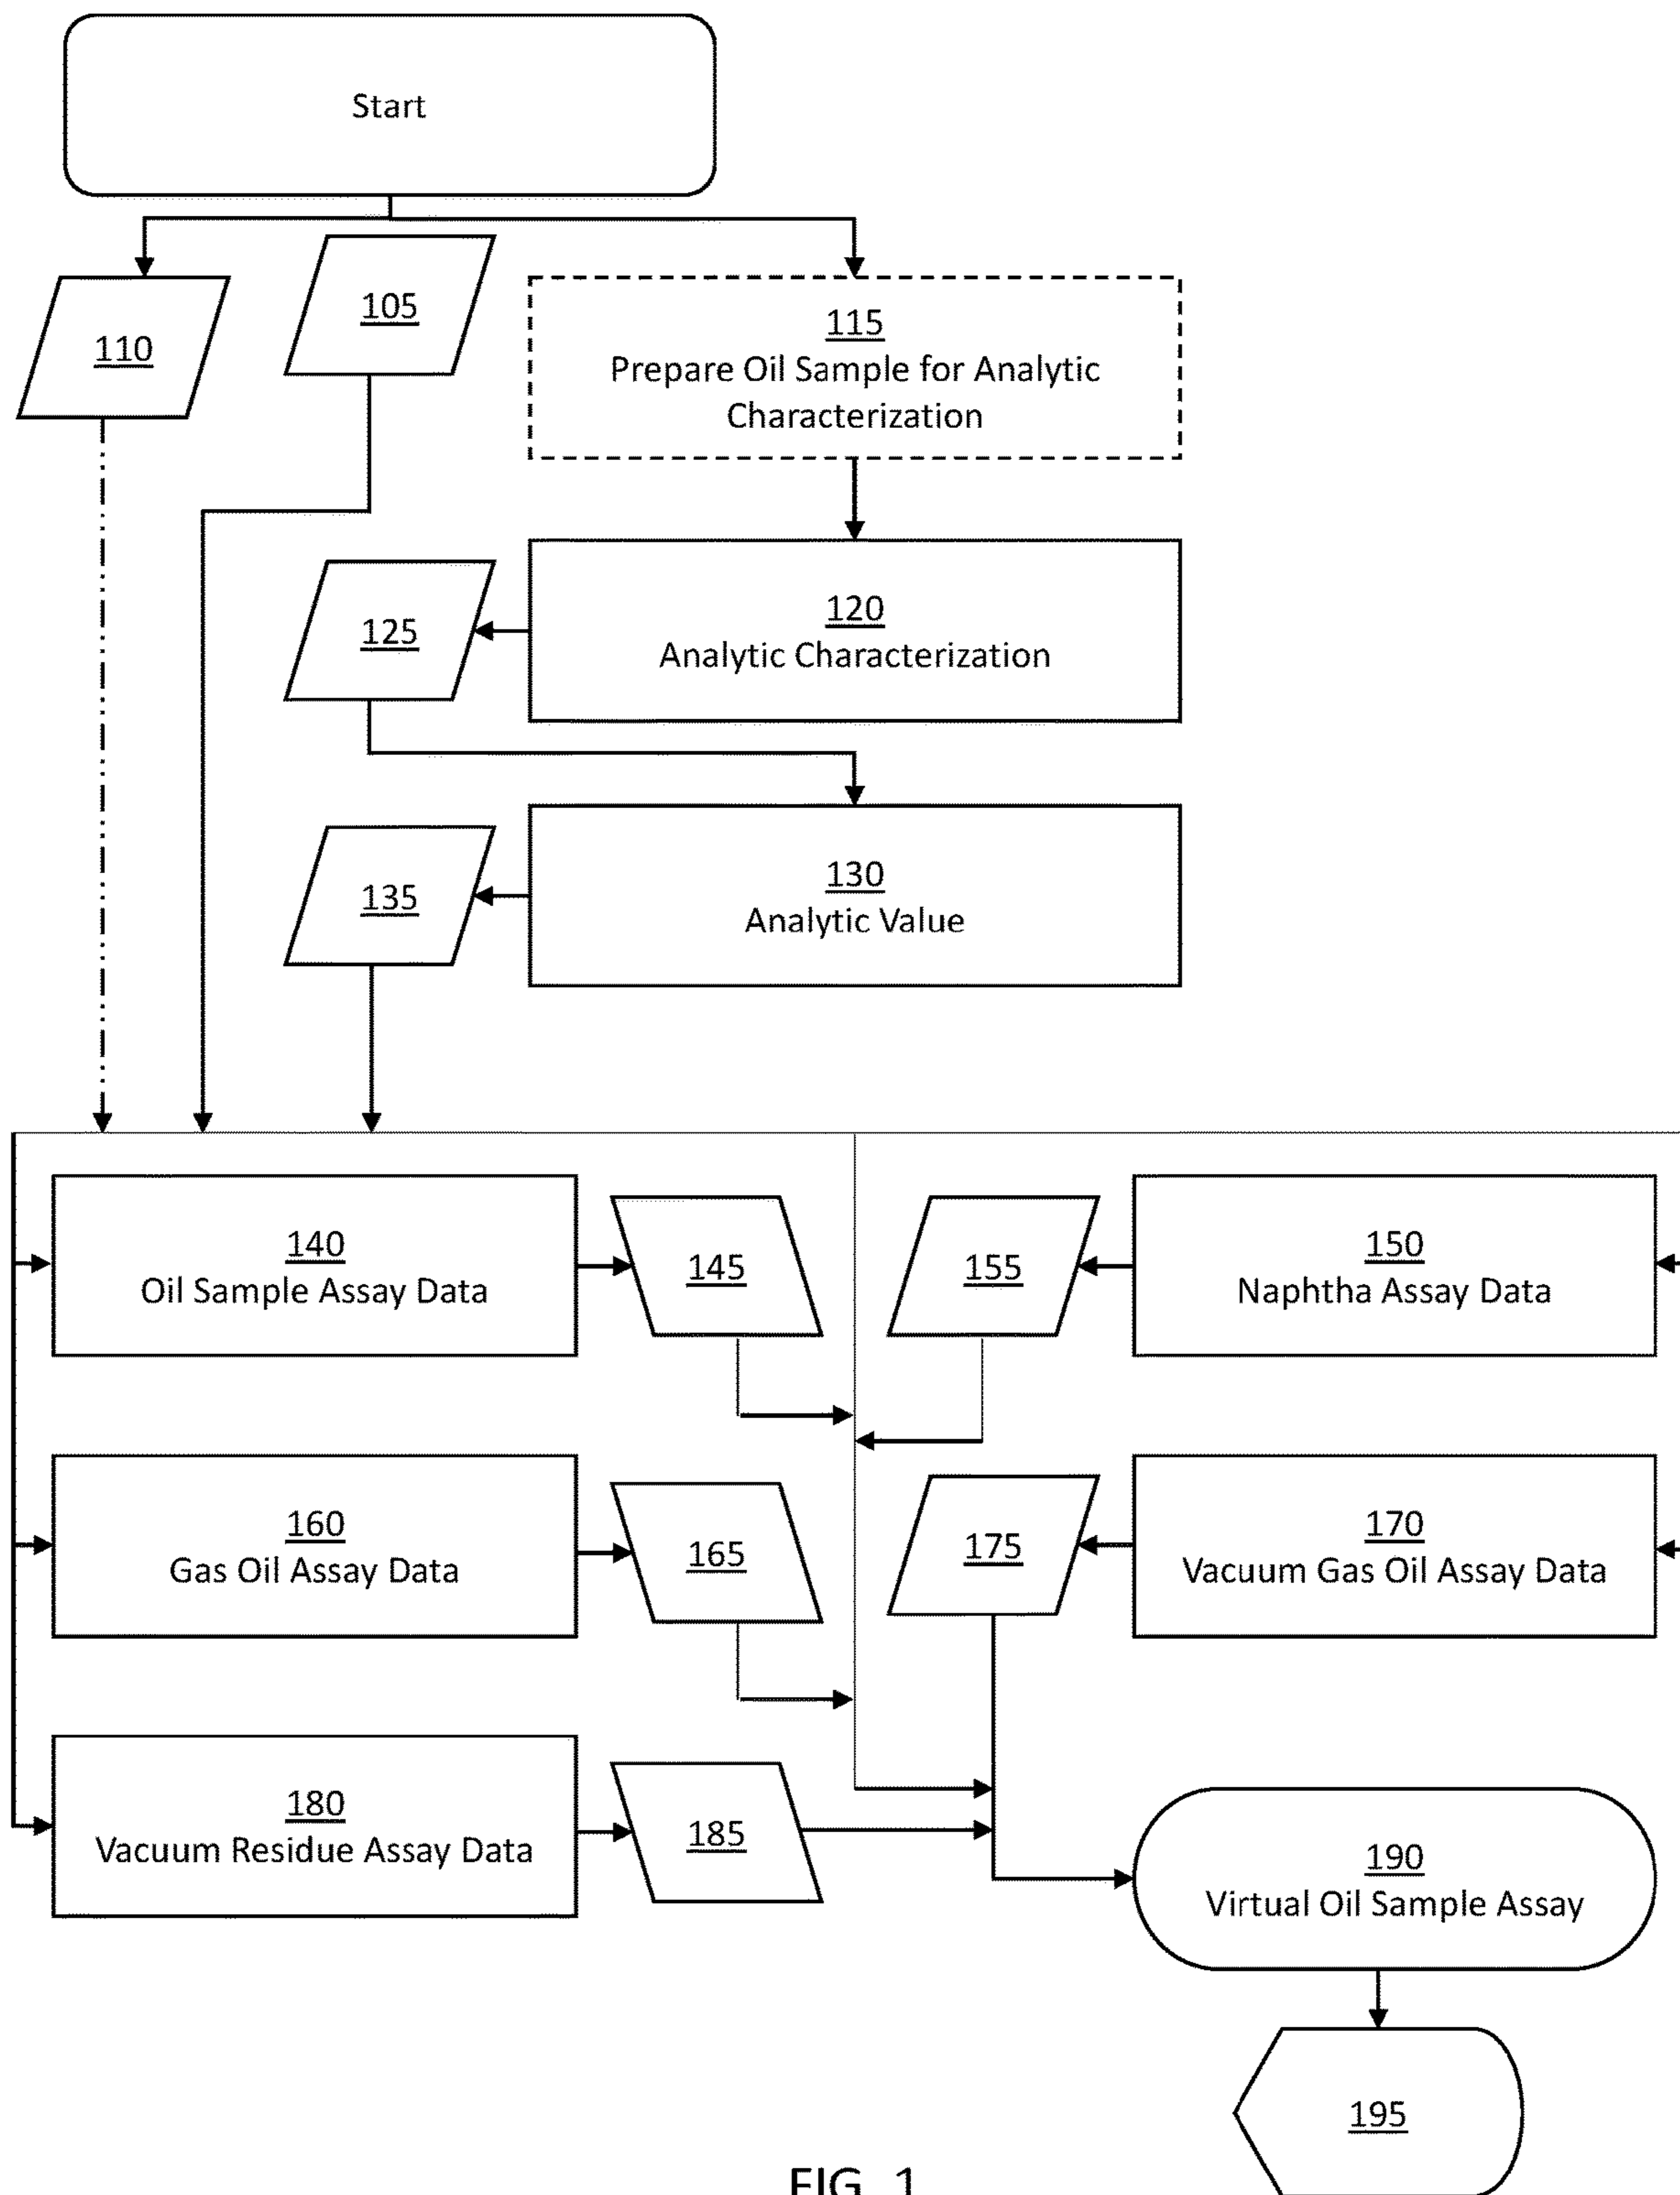 Start
110
105
115
Prepare Oil Sample for Analytic
Characterization
125
120
Analytic Characterization
135
130
Analytic Value
140
Oil Sample Assay Data
145
155
150
Naphtha Assay Data
160
Gas Oil Assay Data
165
175
170
Vacuum Gas Oil Assay Data
180
Vacuum Residue Assay Data
185
190
Virtual Oil Sample Assay
195
FIG. 1